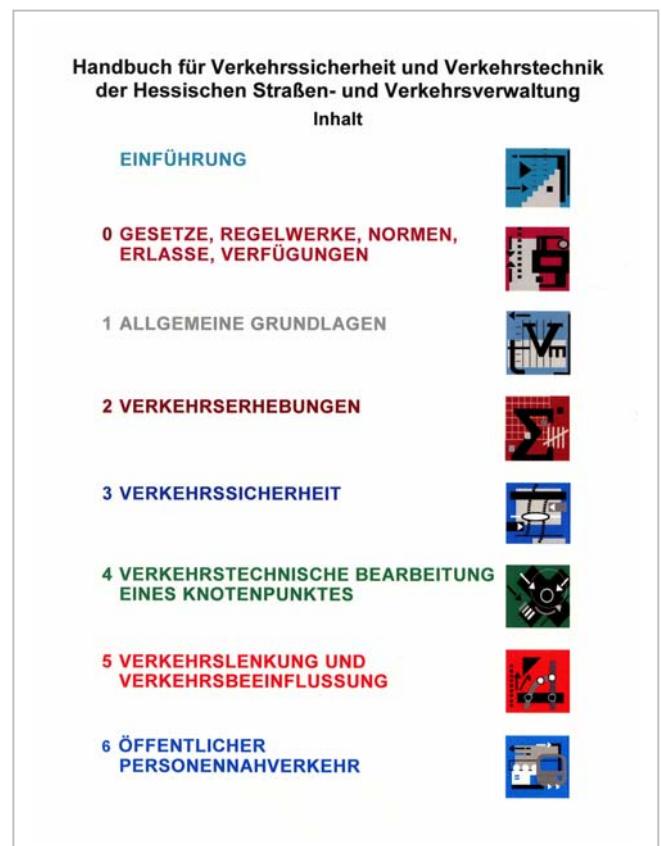 Handbuch für Verkehrssicherheit und Verkehrstechnik
der Hessischen Straßen- und Verkehrsverwaltung
Inhalt
EINFÜHRUNG
0 GESETZE, REGELWERKE, NORMEN,
ERLASSE, VERFÜGUNGEN
1 ALLGEMEINE GRUNDLAGEN
tVm
2 VERKEHRSERHEBUNGEN
Σ
3 VERKEHRSSICHERHEIT
4 VERKEHRSTECHNISCHE BEARBEITUNG
EINES KNOTENPUNKTES
5 VERKEHRSLENKUNG UND
VERKEHRSBEEINFLUSSUNG
6 ÖFFENTLICHER
PERSONENNAHVERKEHR